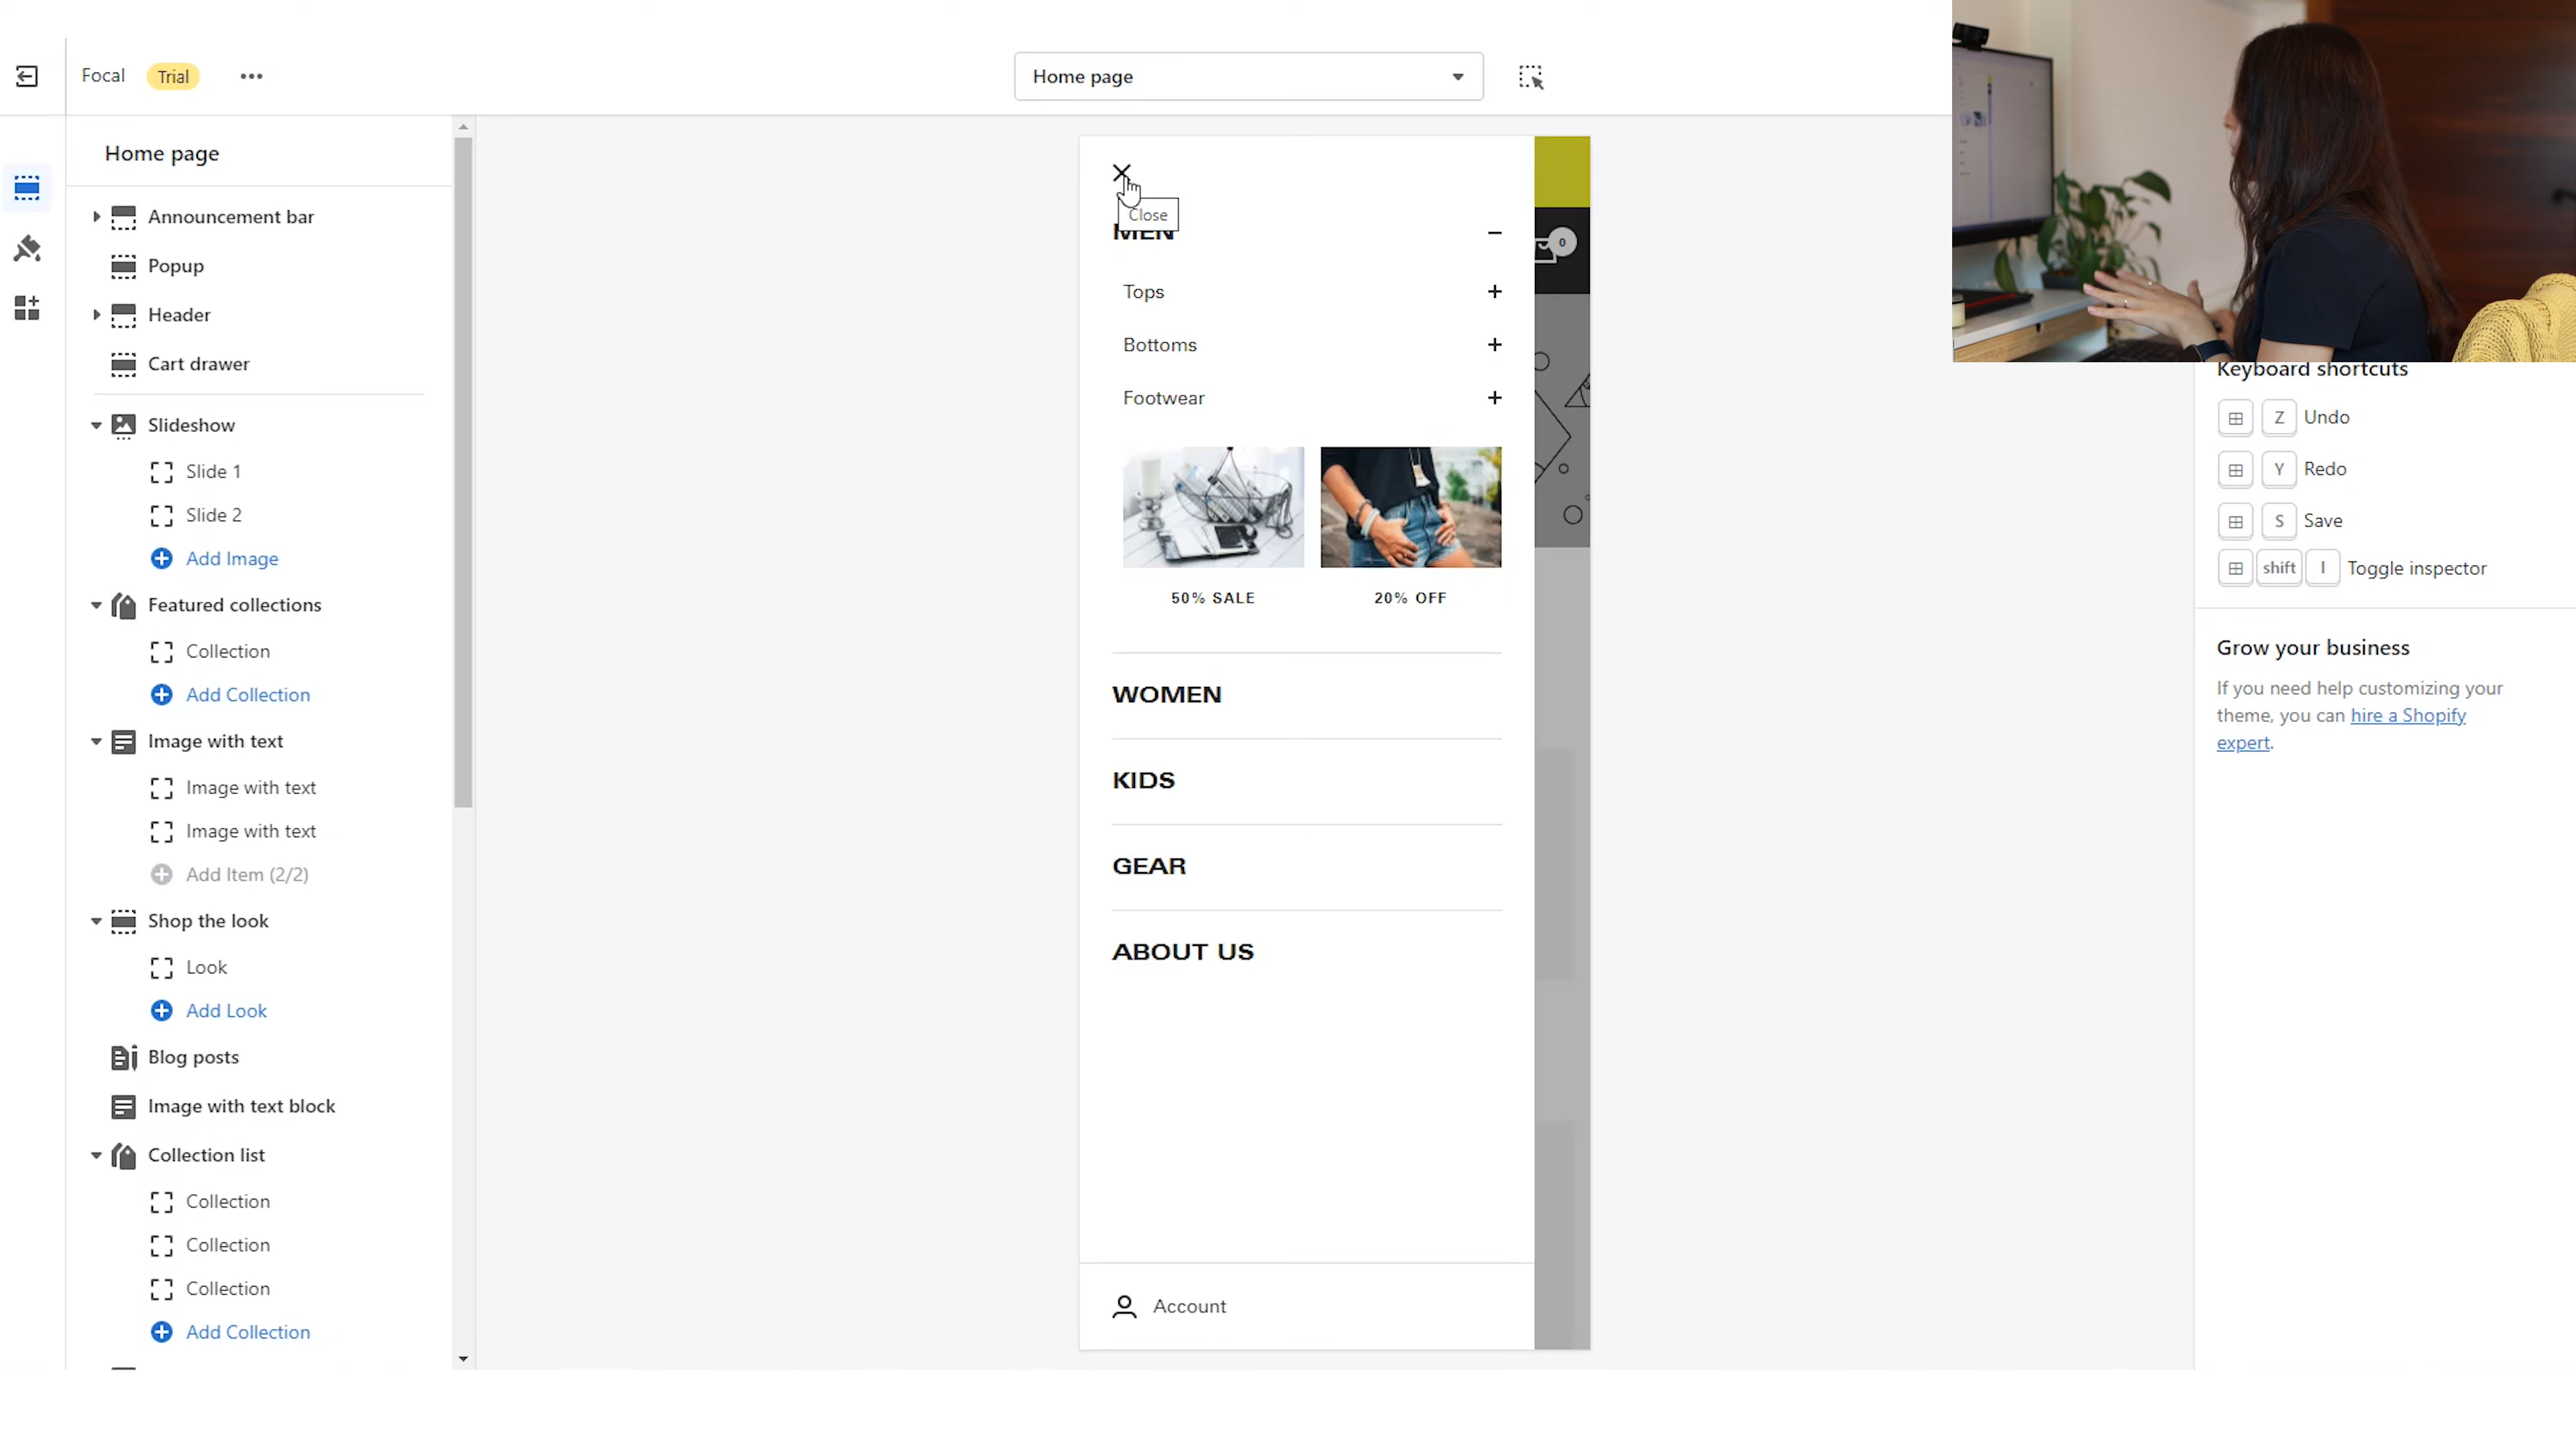 Focal
Trial
Home page
Home page
Announcement bar
Popup
Header
Cart drawer
Slideshow
Slide 1
Slide 2
Add Image
Featured collections
Collection
Add Collection
Image with text
Image with text
Image with text
Add Item (2/2)
Shop the look
Look
Add Look
Blog posts
Image with text block
Collection list
Collection
Collection
Collection
Add Collection
Close
MEN
Tops
Bottoms
Footwear
50% SALE
20% OFF
WOMEN
KIDS
GEAR
ABOUT US
Account
0
Keyboard shortcuts
Z Undo
Y Redo
S Save
shift I Toggle inspector
Grow your business
If you need help customizing your
theme, you can hire a Shopify
expert.